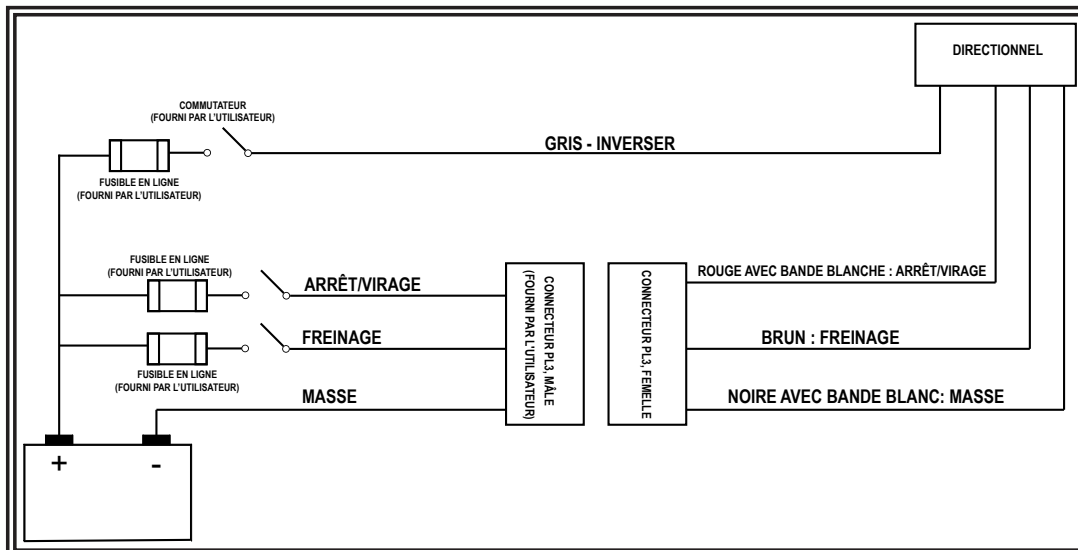 DIRECTIONNEL
COMMUTATEUR
(FOURNI PAR L'UTILISATEUR)
GRIS - INVERSER
FUSIBLE EN LIGNE
(FOURNI PAR L'UTILISATEUR)
FUSIBLE EN LIGNE
(FOURNI PAR L'UTILISATEUR)
ARRÊT/VIRAGE
CONNECTEUR PL3, MÂLE
(FOURNI PAR L'UTILISATEUR)
CONNECTEUR PL3, FEMELLE
ROUGE AVEC BANDE BLANCHE : ARRÊT/VIRAGE
FREINAGE
BRUN : FREINAGE
FUSIBLE EN LIGNE
(FOURNI PAR L'UTILISATEUR)
MASSE
NOIRE AVEC BANDE BLANC: MASSE
+
-